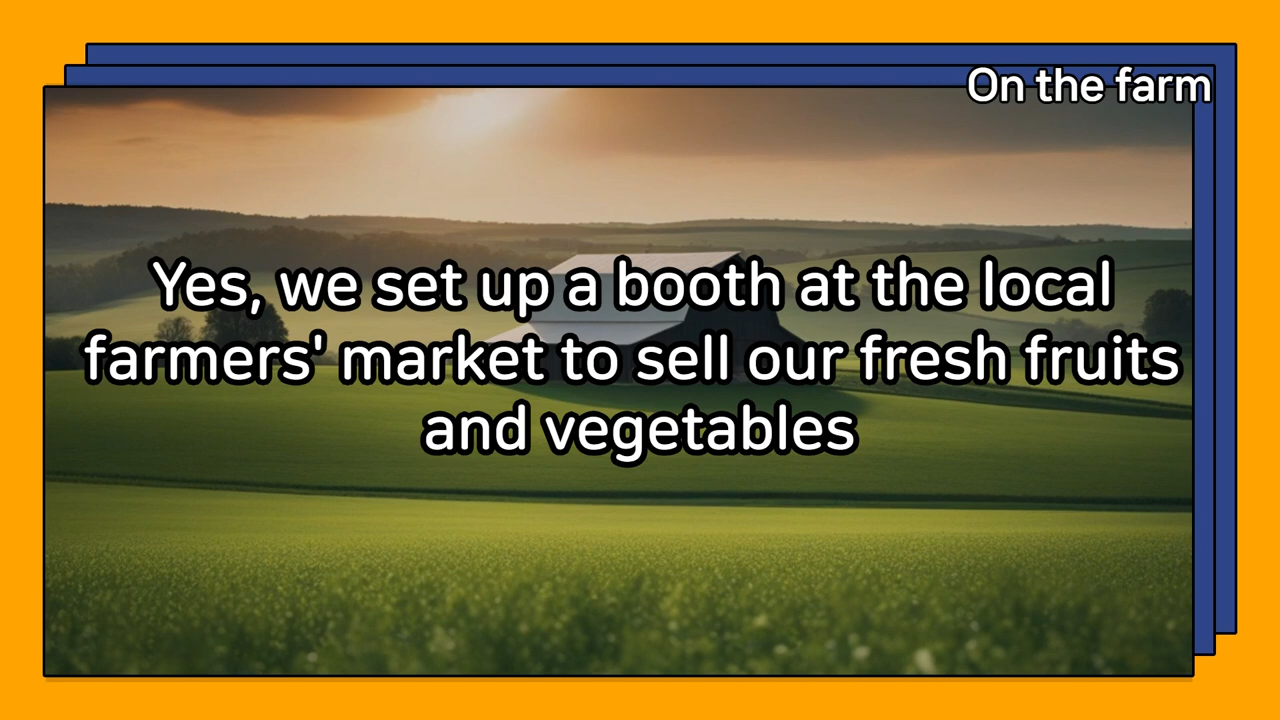 On the farm
Yes, we set up a booth at the local
farmers' market to sell our fresh fruits
and vegetables